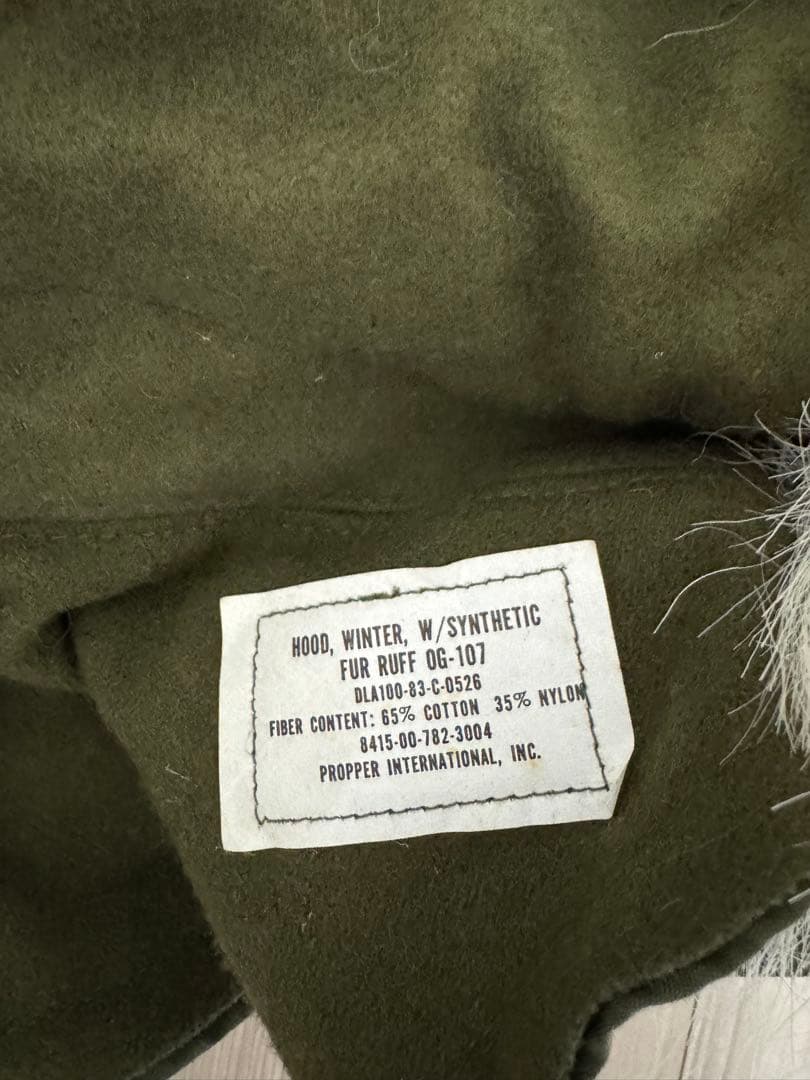 HOOD, WINTER, W/SYNTHETIC
FUR RUFF OG-107
DLA100-83-C-0526
FIBER CONTENT: 65% COTTON 35% NYLON
8415-00-782-3004
PROPPER INTERNATIONAL, INC.